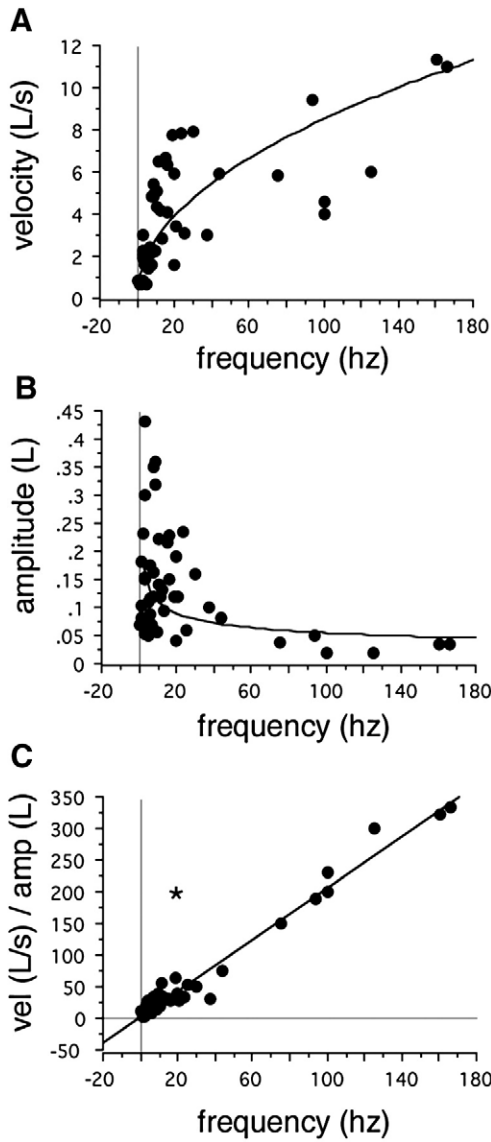 A
velocity (L/s)
12
10
8
6
4
2
0
-20 20 60 100 140 180
frequency (hz)
B
amplitude (L)
.45
.4
.35
.3
.25
.2
.15
.1
.05
0
-20 20 60 100 140 180
frequency (hz)
C
vel (L/s) / amp (L)
350
300
250
200
150
100
50
0
-50
*
-20 20 60 100 140 180
frequency (hz)